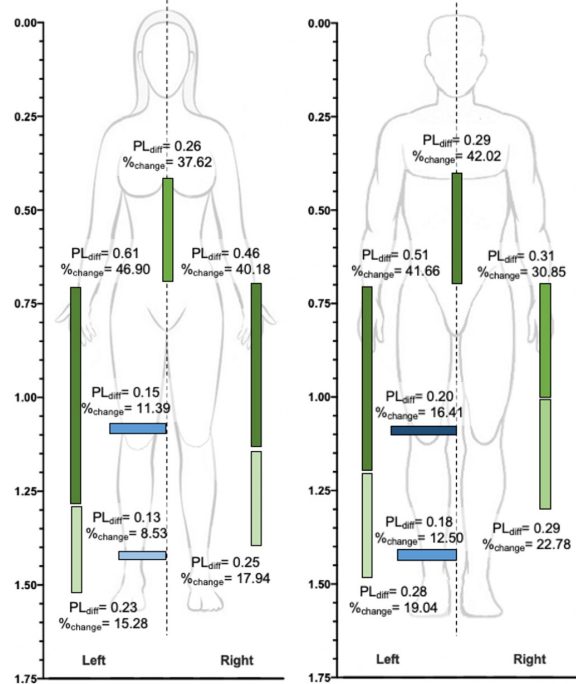 0.00
0.25
0.50
0.75
1.00
1.25
1.50
1.75
PLdiff= 0.26
%change= 37.62
PLdiff= 0.61
%change= 46.90
PLdiff= 0.46
%change= 40.18
PLdiff= 0.15
%change= 11.39
PLdiff= 0.13
%change= 8.53
PLdiff= 0.25
%change= 17.94
PLdiff= 0.23
%change= 15.28
Left
Right
0.00
0.25
0.50
0.75
1.00
1.25
1.50
1.75
PLdiff= 0.29
%change= 42.02
PLdiff= 0.51
%change= 41.66
PLdiff= 0.31
%change= 30.85
PLdiff= 0.20
%change= 16.41
PLdiff= 0.18
%change= 12.50
PLdiff= 0.29
%change= 22.78
PLdiff= 0.28
%change= 19.04
Left
Right